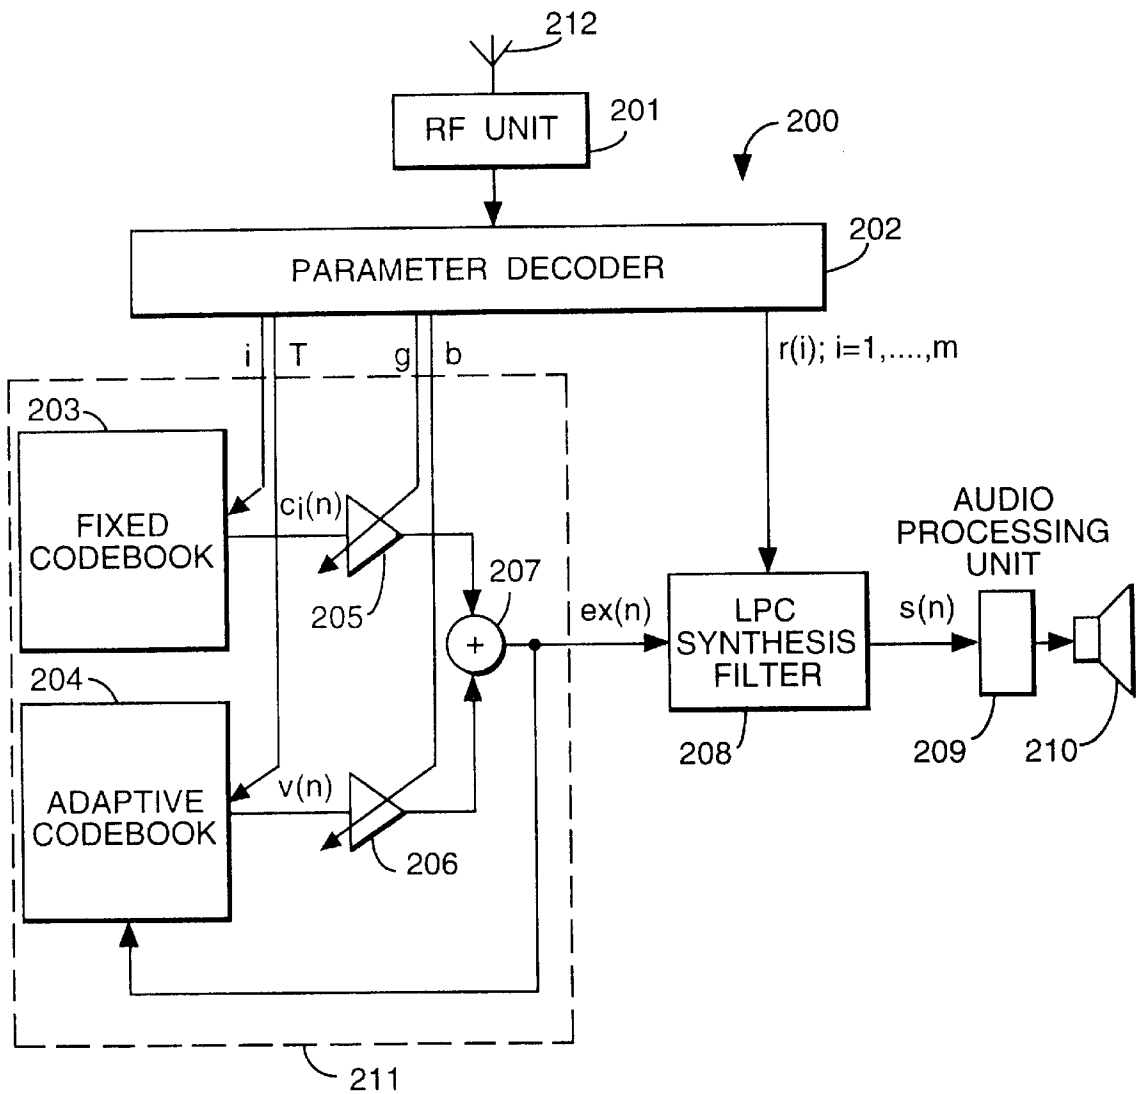 212
RF UNIT
201
200
202
PARAMETER DECODER
i T g b
r(i); i=1,....,m
203
FIXED
CODEBOOK
ci(n)
205
207
+
ex(n)
LPC
SYNTHESIS
FILTER
208
s(n)
AUDIO
PROCESSING
UNIT
209
210
204
ADAPTIVE
CODEBOOK
v(n)
206
211